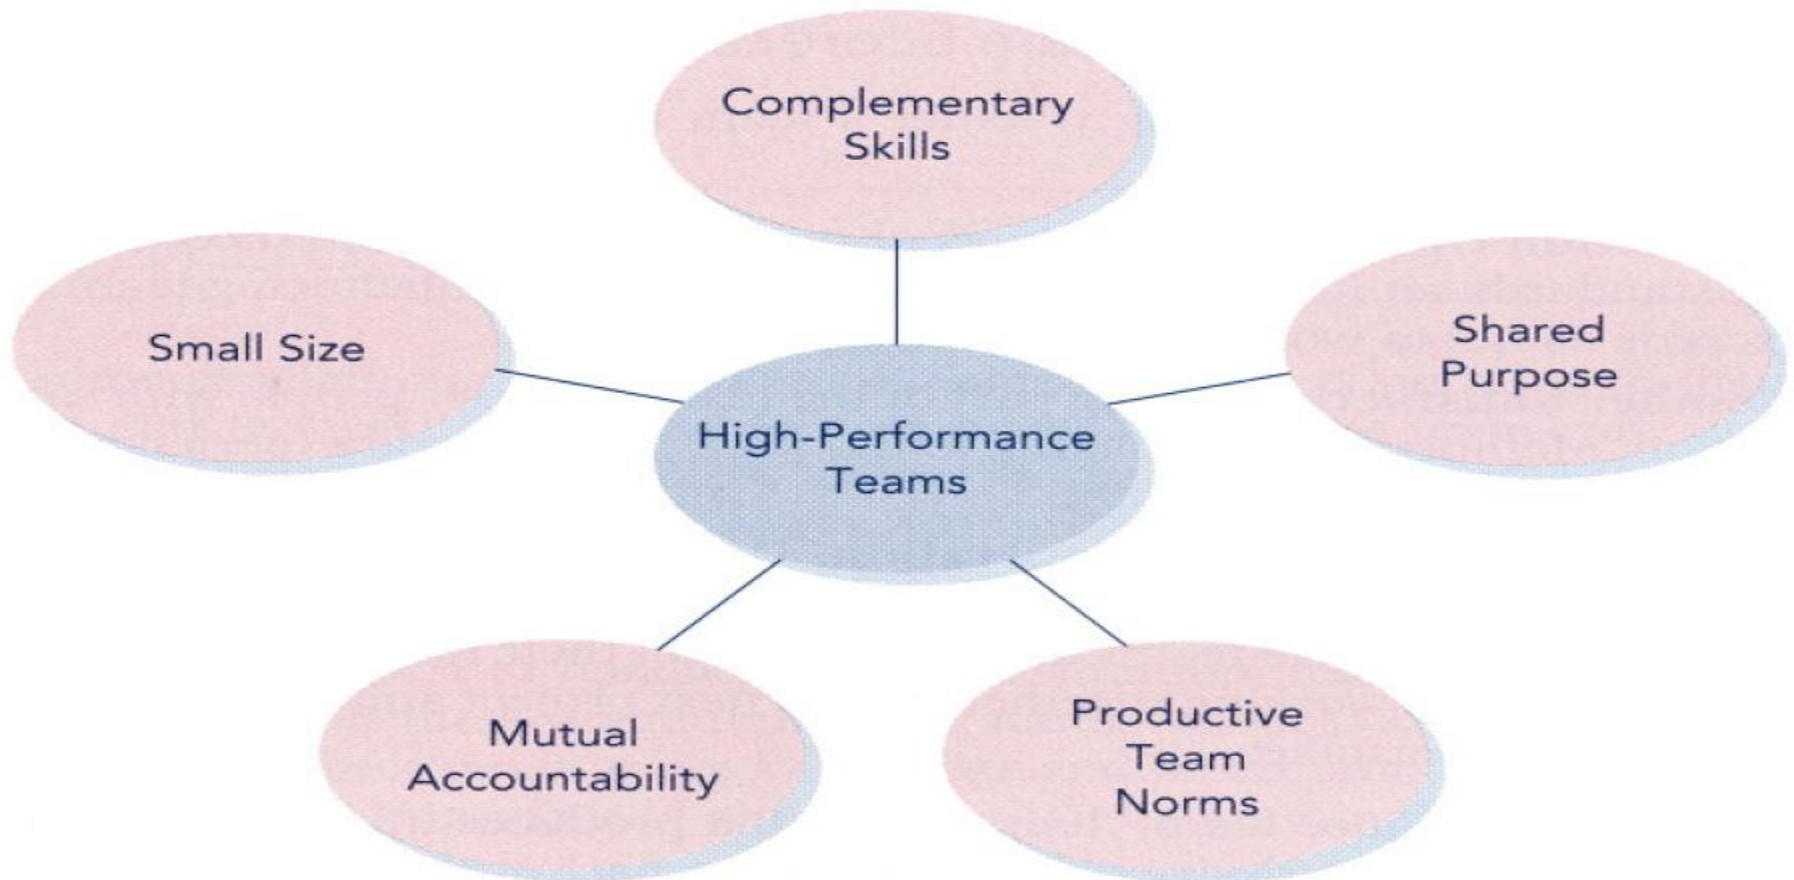 Complementary
Skills
Small Size
Shared
Purpose
High-Performance
Teams
Mutual
Accountability
Productive
Team
Norms